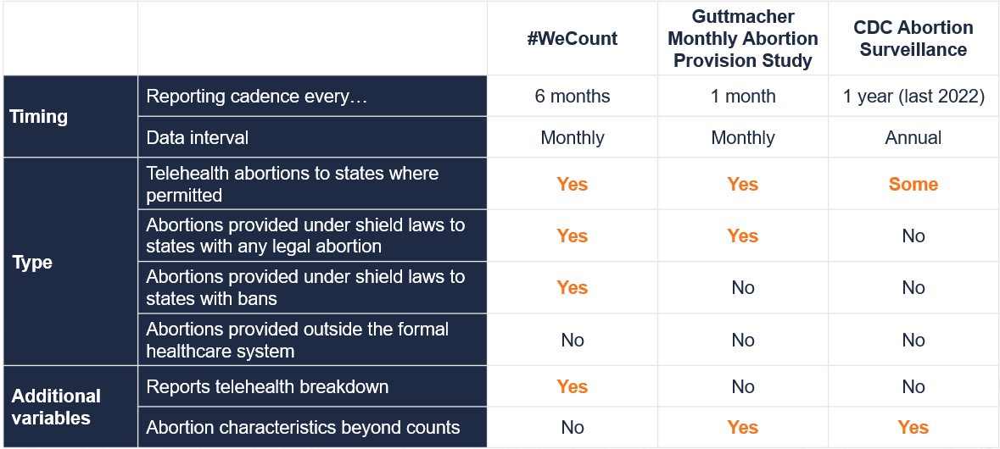 #WeCount
Guttmacher
Monthly Abortion
Provision Study
CDC Abortion
Surveillance
Timing
Reporting cadence every…
6 months
1 month
1 year (last 2022)
Data interval
Monthly
Monthly
Annual
Type
Telehealth abortions to states where
permitted
Yes
Yes
Some
Abortions provided under shield laws to
states with any legal abortion
Yes
Yes
No
Abortions provided under shield laws to
states with bans
Yes
No
No
Abortions provided outside the formal
healthcare system
No
No
No
Additional
variables
Reports telehealth breakdown
Yes
No
No
Abortion characteristics beyond counts
No
Yes
Yes